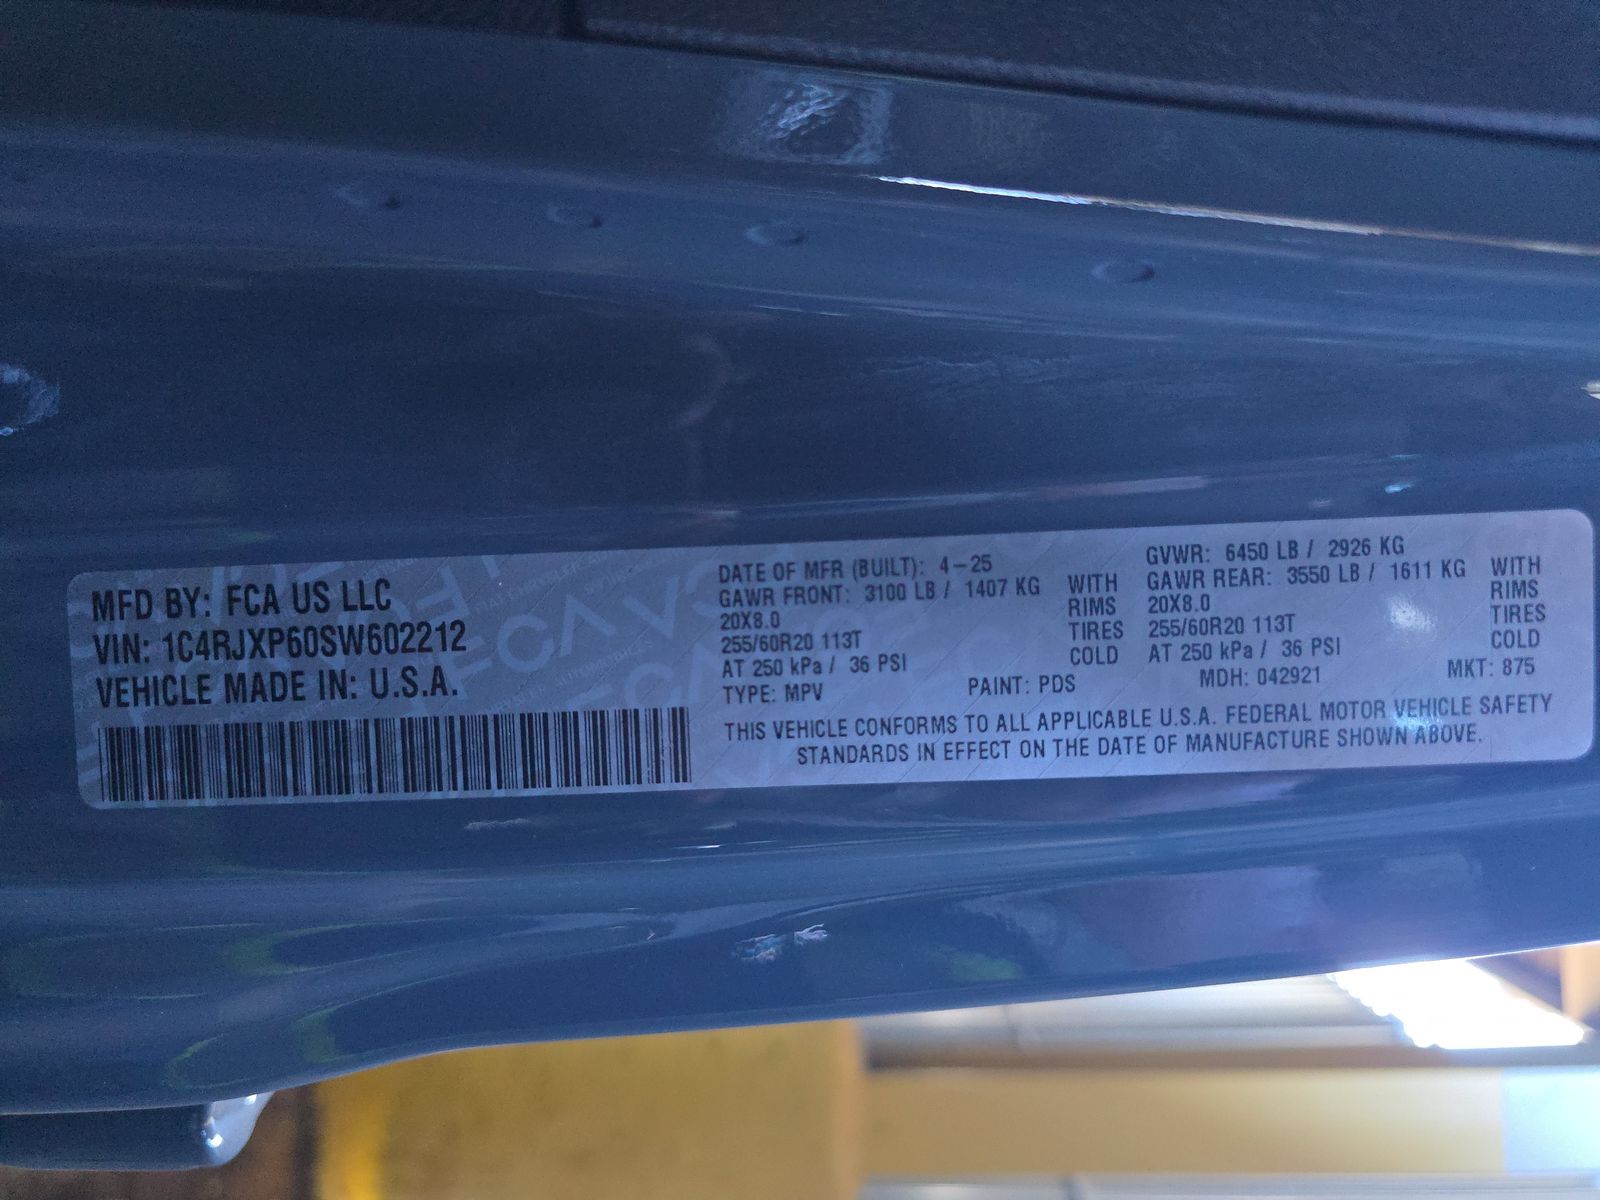 MFD BY: FCA US LLC
VIN: 1C4RJXP60SW602212
VEHICLE MADE IN: U.S.A.
DATE OF MFR (BUILT): 4-25
GAWR FRONT: 3100 LB / 1407 KG
20X8.0
255/60R20 113T
AT 250 kPa / 36 PSI
WITH
RIMS
TIRES
COLD
GVWR: 6450 LB / 2926 KG
GAWR REAR: 3550 LB / 1611 KG
20X8.0
255/60R20 113T
AT 250 kPa / 36 PSI
WITH
RIMS
TIRES
COLD
TYPE: MPV PAINT: PDS MDH: 042921 MKT: 875
THIS VEHICLE CONFORMS TO ALL APPLICABLE U.S.A. FEDERAL MOTOR VEHICLE SAFETY
STANDARDS IN EFFECT ON THE DATE OF MANUFACTURE SHOWN ABOVE.